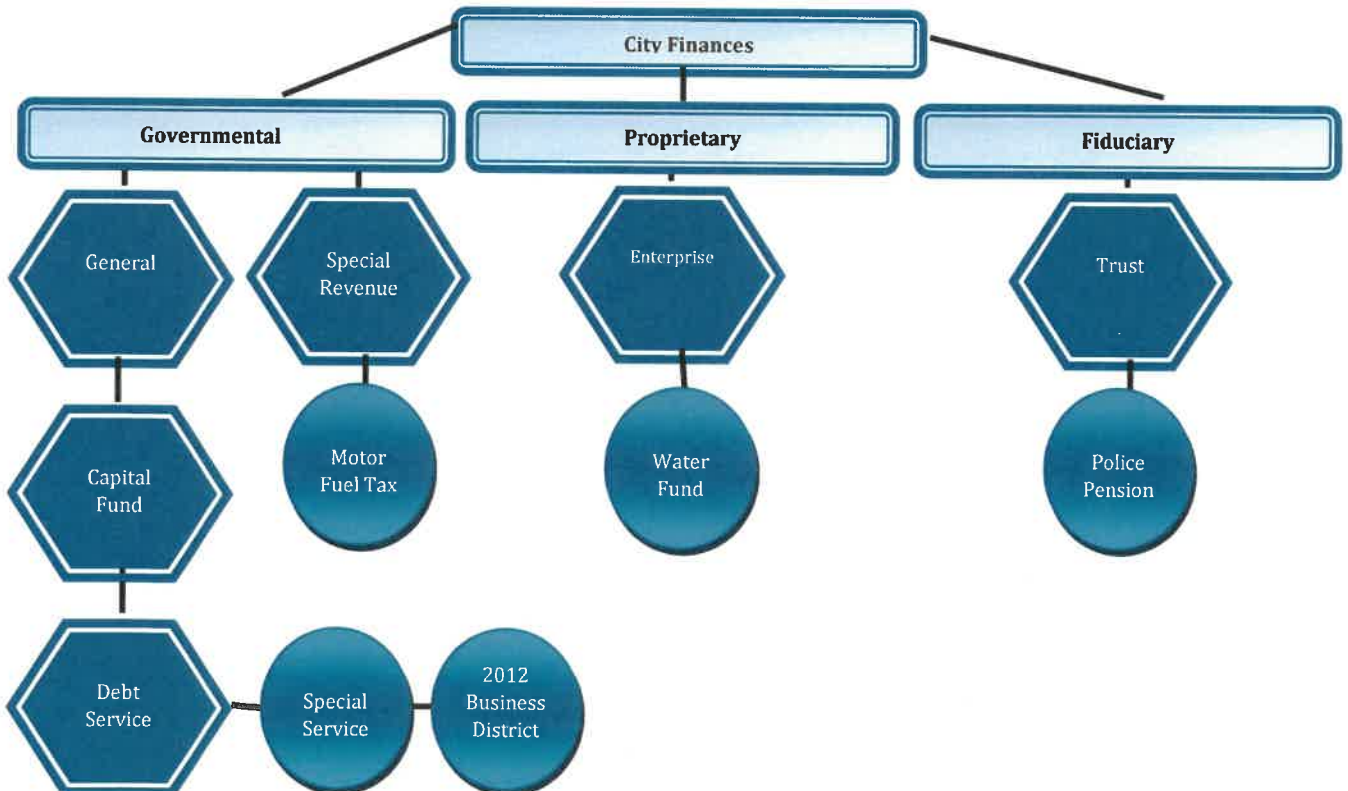 City Finances
Governmental
Proprietary
Fiduciary
General
Special
Revenue
Enterprise
Trust
Capital
Fund
Motor
Fuel Tax
Water
Fund
Police
Pension
Debt
Service
Special
Service
2012
Business
District